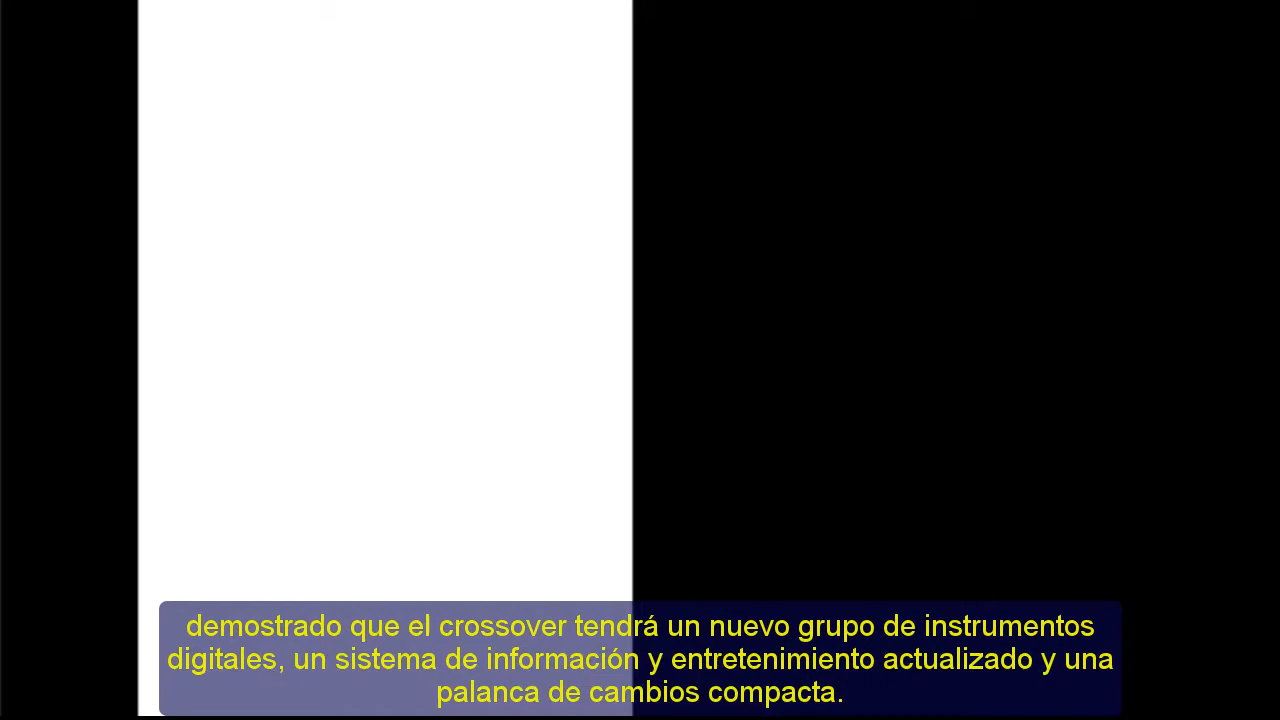 demostrado que el crossover tendrá un nuevo grupo de instrumentos
digitales, un sistema de información y entretenimiento actualizado y una
palanca de cambios compacta.